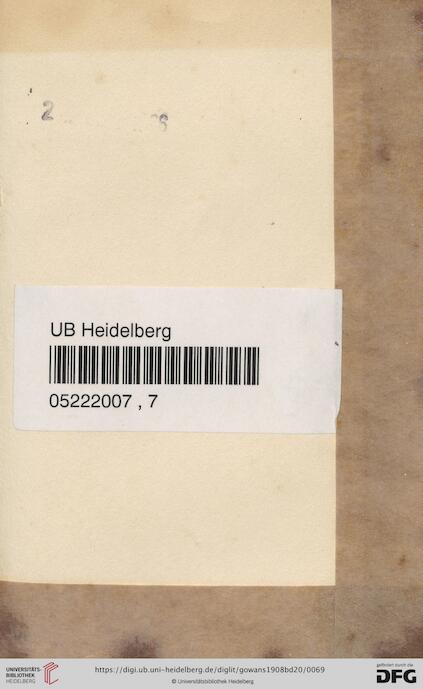 2
UB Heidelberg
05222007 , 7
UNIVERSITÄTS-
BIBLIOTHEK
HEIDELBERG
https://digi.ub.uni-heidelberg.de/diglit/gowans1908bd20/0069
© Universitätsbibliothek Heidelberg
gefördert durch die
DFG